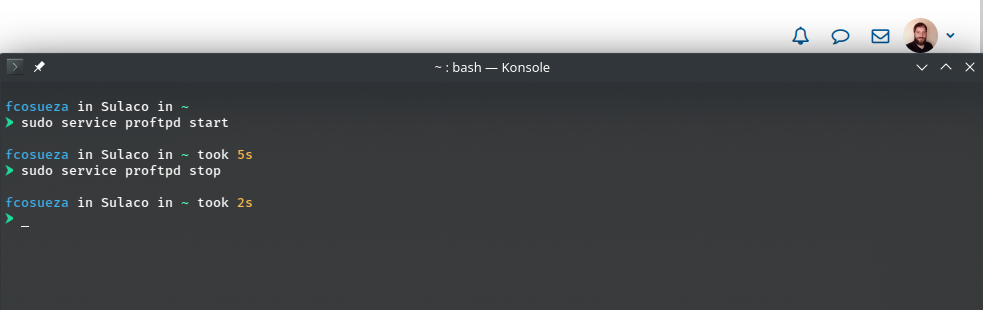 ~ : bash — Konsole
fcosueza in Sulaco in ~
❯ sudo service proftpd start
fcosueza in Sulaco in ~ took 5s
❯ sudo service proftpd stop
fcosueza in Sulaco in ~ took 2s
❯ _